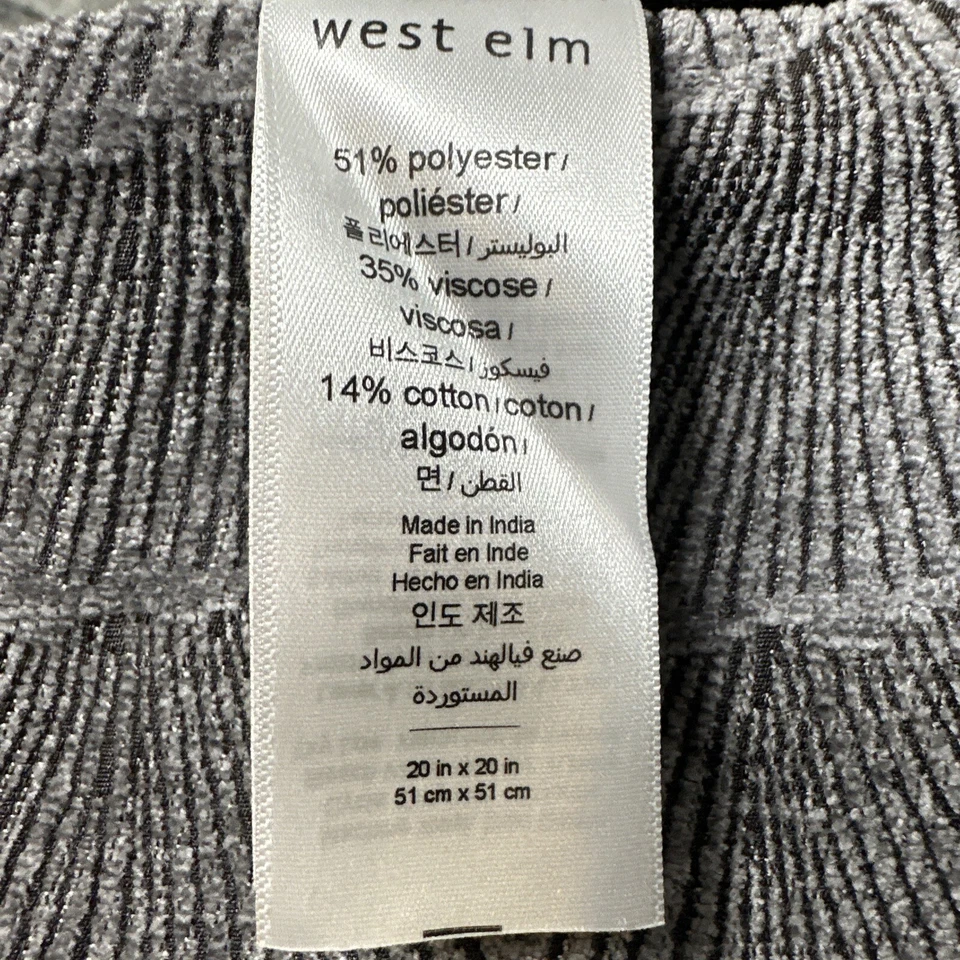 west elm
51% polyester /
poliéster /
폴리에스터 / البوليستر
35% viscose /
viscosa /
비스코스 / فيسكوز
14% cotton / coton /
algodón /
면 / القطن
Made in India
Fait en Inde
Hecho en India
인도 제조
صنع فيالهند من المواد
المستوردة
20 in x 20 in
51 cm x 51 cm